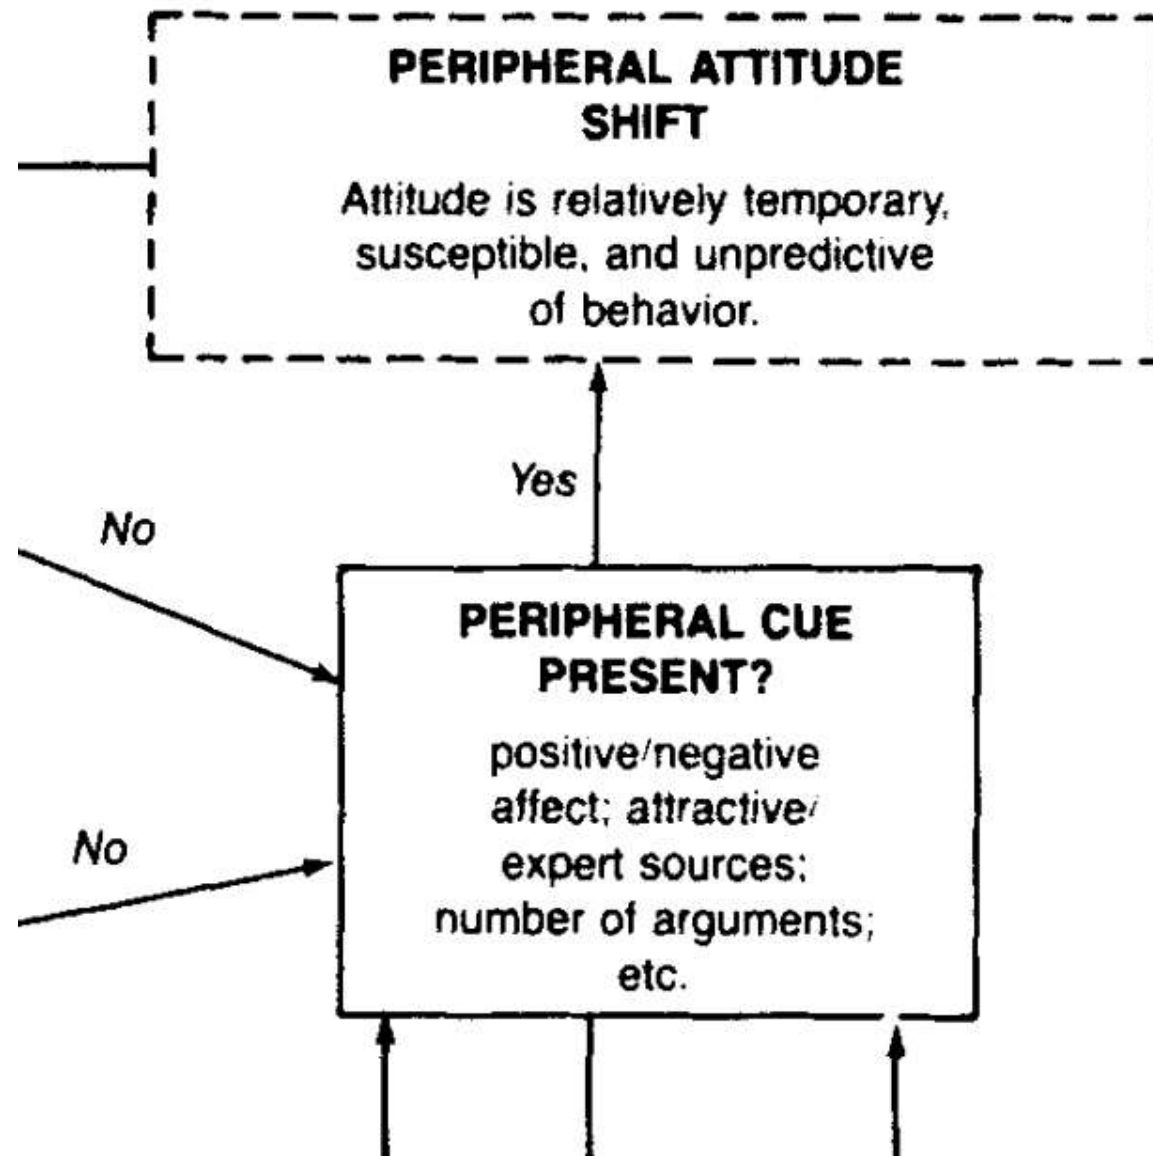 PERIPHERAL ATTITUDE
SHIFT
Attitude is relatively temporary,
susceptible, and unpredictive
of behavior.
Yes
No
PERIPHERAL CUE
PRESENT?
positive/negative
affect; attractive/
expert sources;
number of arguments;
etc.
No